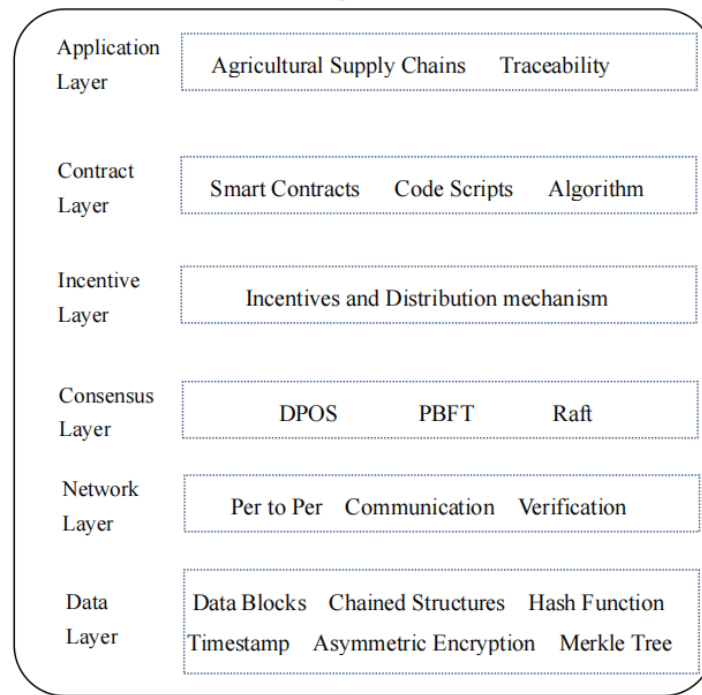 Application Layer
Agricultural Supply Chains Traceability
Contract Layer
Smart Contracts Code Scripts Algorithm
Incentive Layer
Incentives and Distribution mechanism
Consensus Layer
DPOS PBFT Raft
Network Layer
Per to Per Communication Verification
Data Layer
Data Blocks Chained Structures Hash Function
Timestamp Asymmetric Encryption Merkle Tree